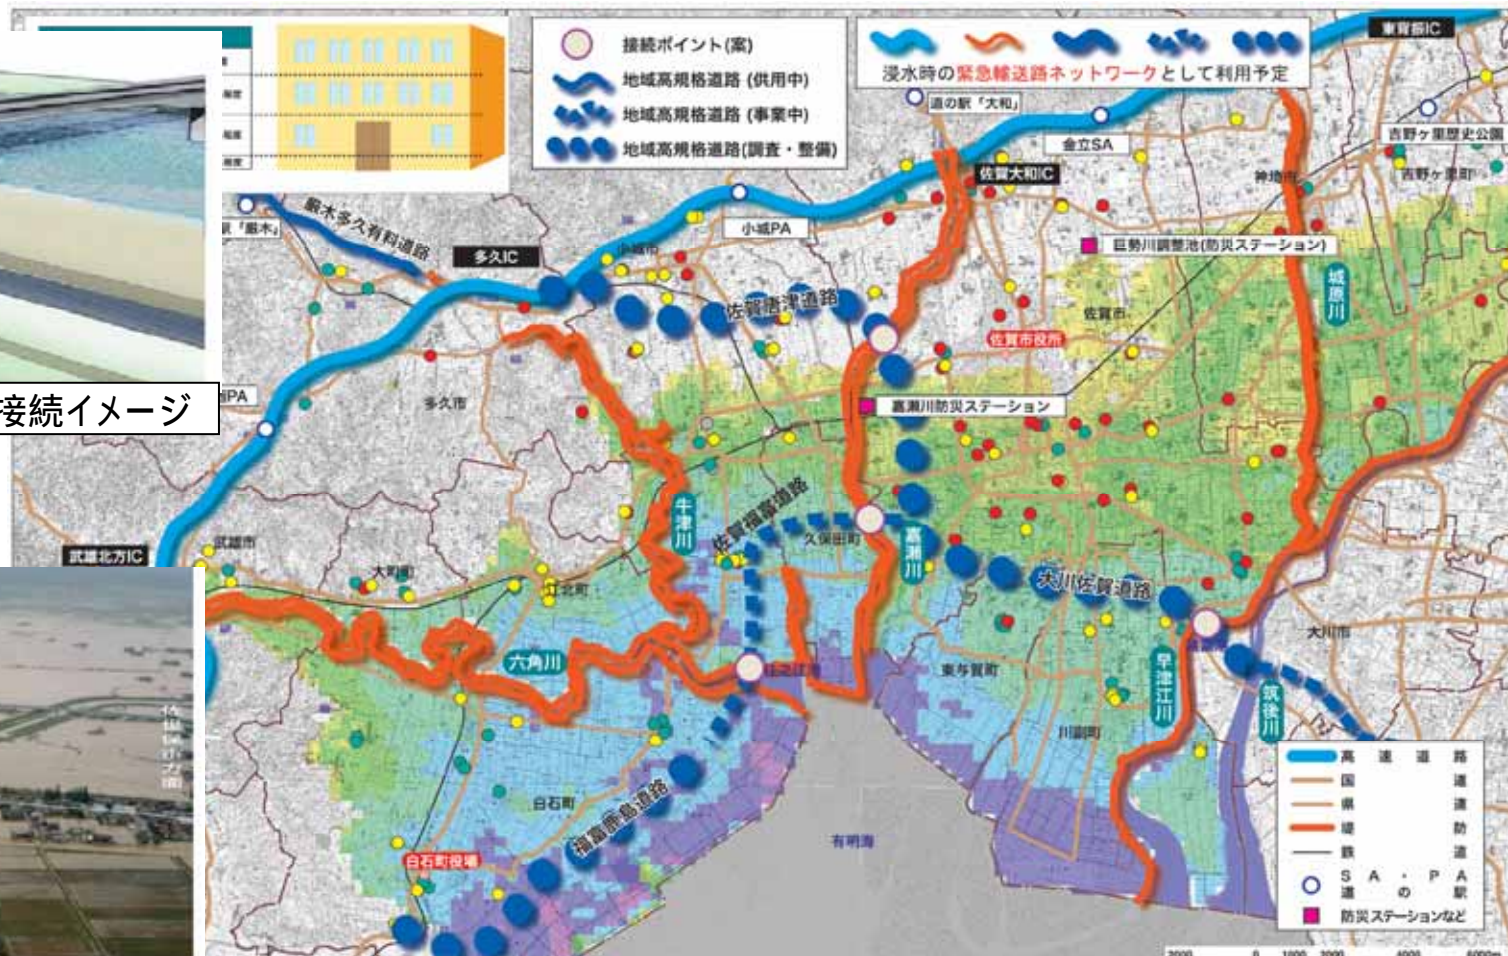 接続ポイント(案)
地域高規格道路 (供用中)
地域高規格道路 (事業中)
地域高規格道路(調査・整備)
浸水時の緊急輸送路ネットワークとして利用予定
東背振IC
道の駅「大和」
金立SA
吉野ヶ里歴史公園
佐賀大和IC
神埼市
吉野ヶ里町
厳木多久有料道路
駅「厳木」
多久IC
小城市
小城PA
巨勢川調整池(防災ステーション)
城原川
佐賀唐津道路
佐賀市
佐賀市役所
接続イメージ
PA
多久市
嘉瀬川防災ステーション
牛津川
佐賀福富道路
久保田町
嘉瀬川
武雄北方IC
武雄市
大町町
江北町
大川佐賀道路
大川市
六角川
東与賀町
早津江川
筑後川
川副町
白石町
福富鹿島道路
白石町役場
有明海
高速道路
国道
県道
堤防
鉄道
SA・PA
道の駅
防災ステーションなど
2000 0 1000 2000 6000m